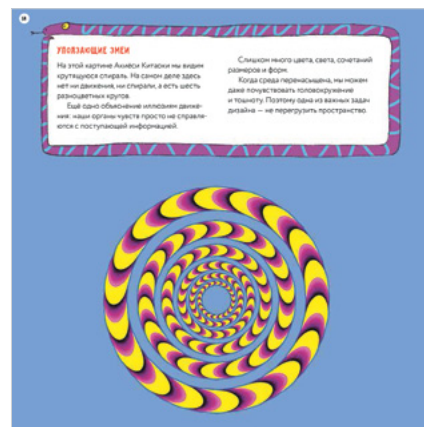 УПОЛЗАЮЩИЕ ЗМЕИ
На этой картине Акиёси Китаоки мы видим
крутящуюся спираль. На самом деле здесь
нет ни движения, ни спирали, а есть шесть
разноцветных кругов.
Ещё одно объяснение иллюзиям движе-
ния: наши органы чувств просто не справля-
ются с поступающей информацией.
Слишком много цвета, света, сочетаний
размеров и форм.
Когда среда перенасыщена, мы можем
даже почувствовать головокружение
и тошноту. Поэтому одна из важных задач
дизайна — не перегрузить пространство.